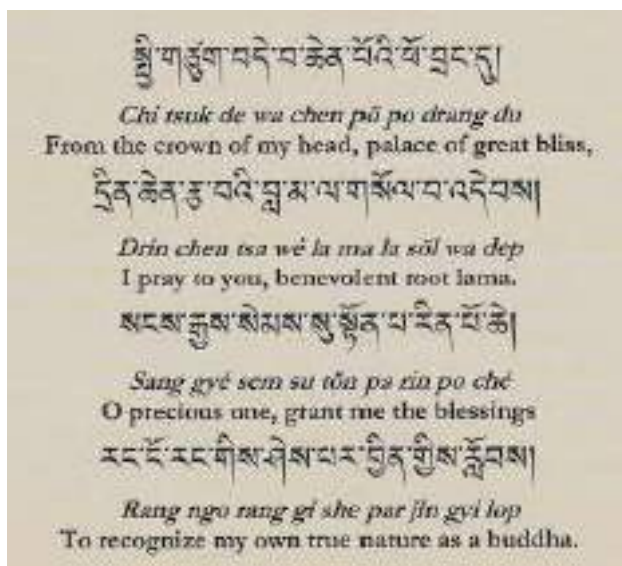 སྤྱི་གཙུག་བདེ་བ་ཆེན་པོའི་ཕོ་བྲང་དུ།
Chi tsuk de wa chen pö po drang du
From the crown of my head, palace of great bliss,
དྲིན་ཆེན་རྩ་བའི་བླ་མ་ལ་གསོལ་བ་འདེབས།
Drin chen tsa wé la ma la söl wa dep
I pray to you, benevolent root lama.
སངས་རྒྱས་སེམས་སུ་སྟོན་པ་རིན་པོ་ཆེ།
Sang gyé sem su tön pa rin po ché
O precious one, grant me the blessings
རང་ངོ་རང་གིས་ཤེས་པར་བྱིན་གྱིས་རློབས།
Rang ngo rang gi she par jin gyi lop
To recognize my own true nature as a buddha.